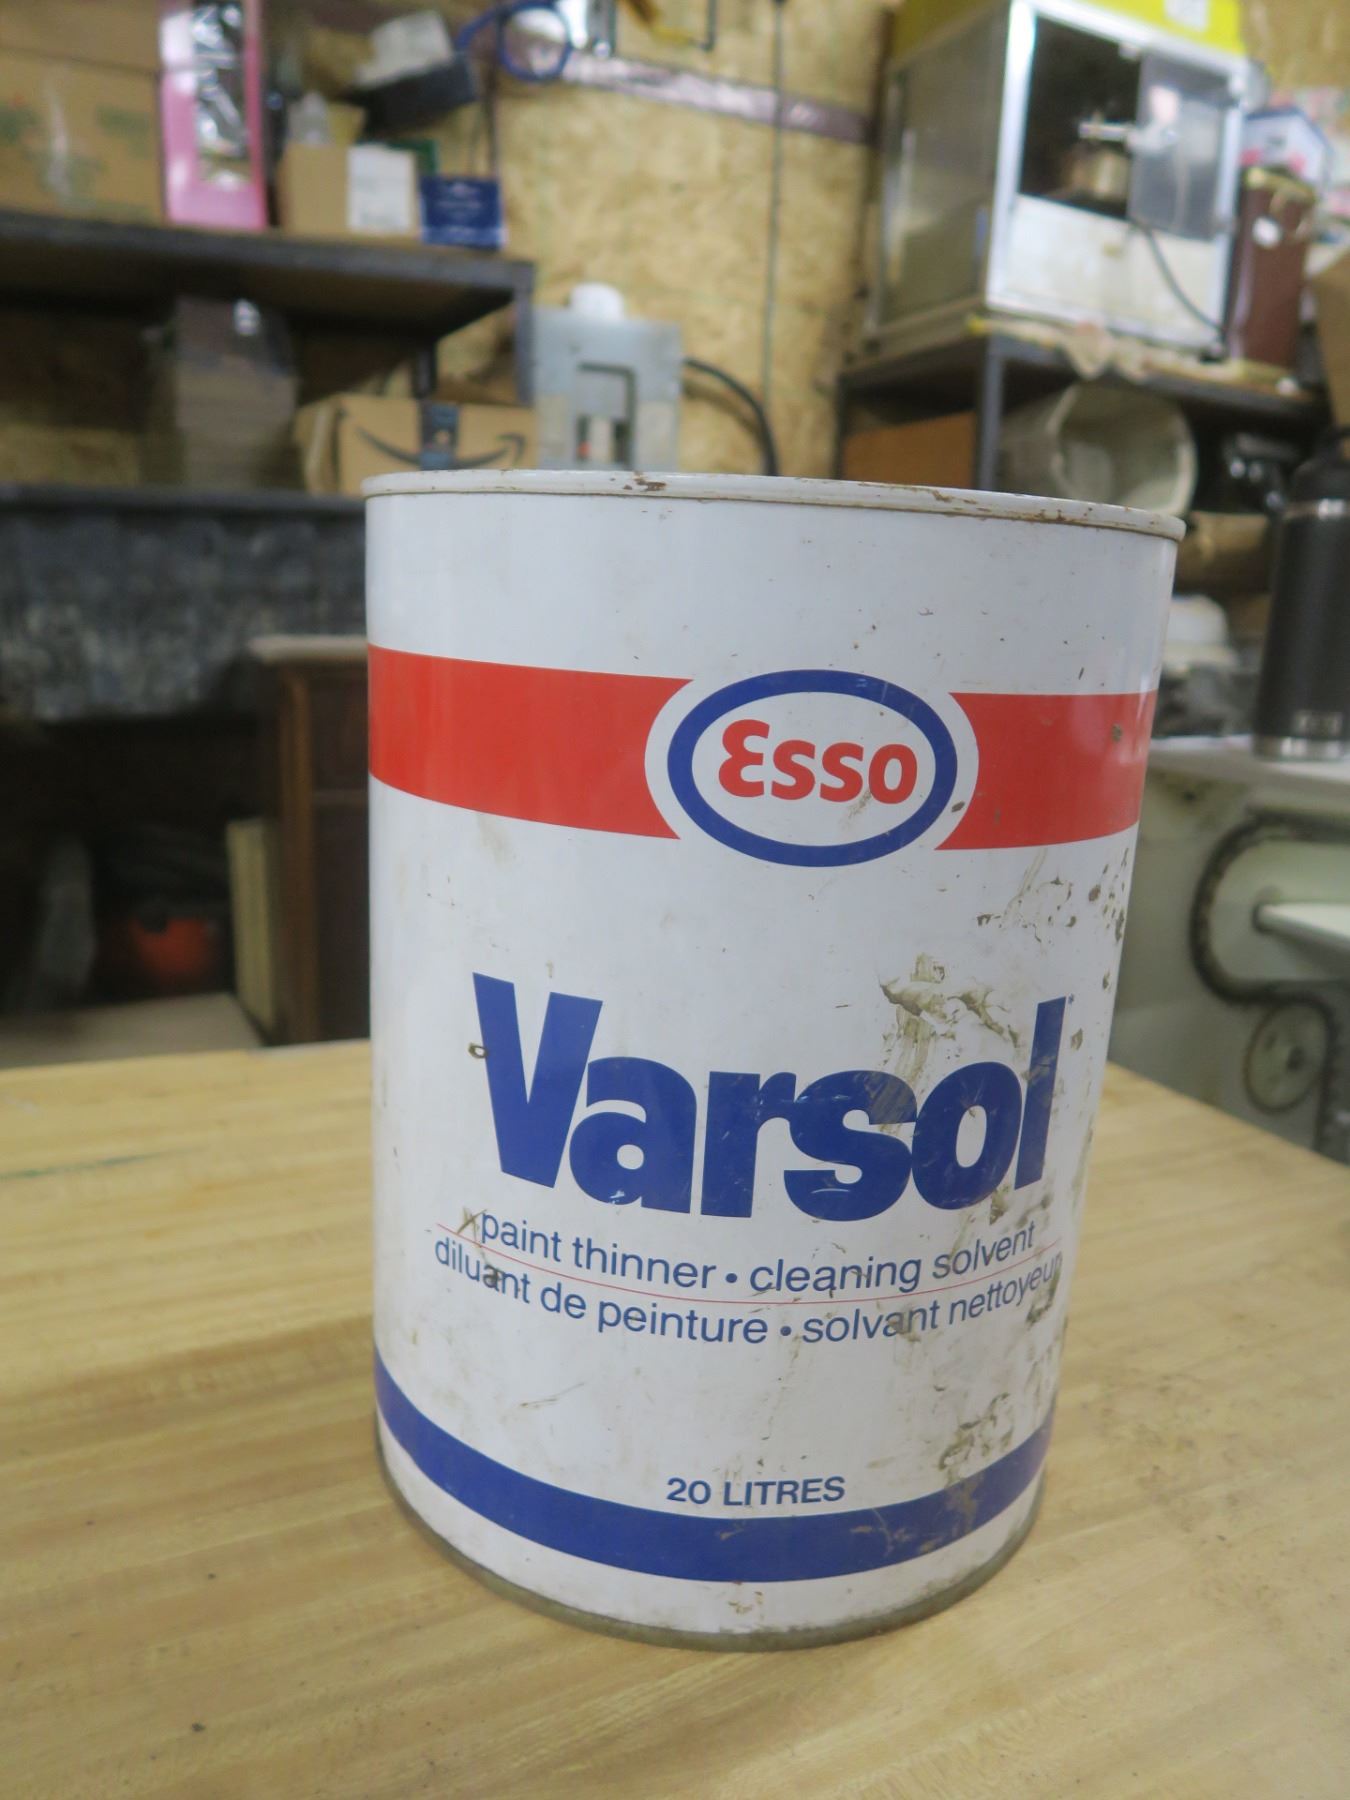 Esso
Varsol
paint thinner • cleaning solvent
diluant de peinture • solvant nettoyeur
20 LITRES